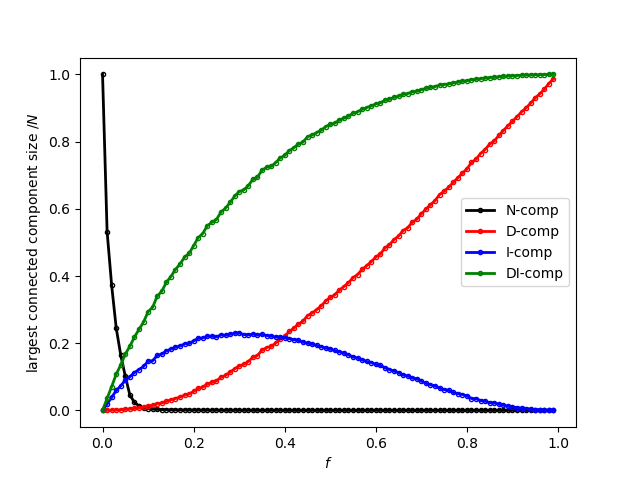 largest connected component size /N
1.0
0.8
0.6
0.4
0.2
0.0
N-comp
D-comp
I-comp
DI-comp
0.0 0.2 0.4 0.6 0.8 1.0
f